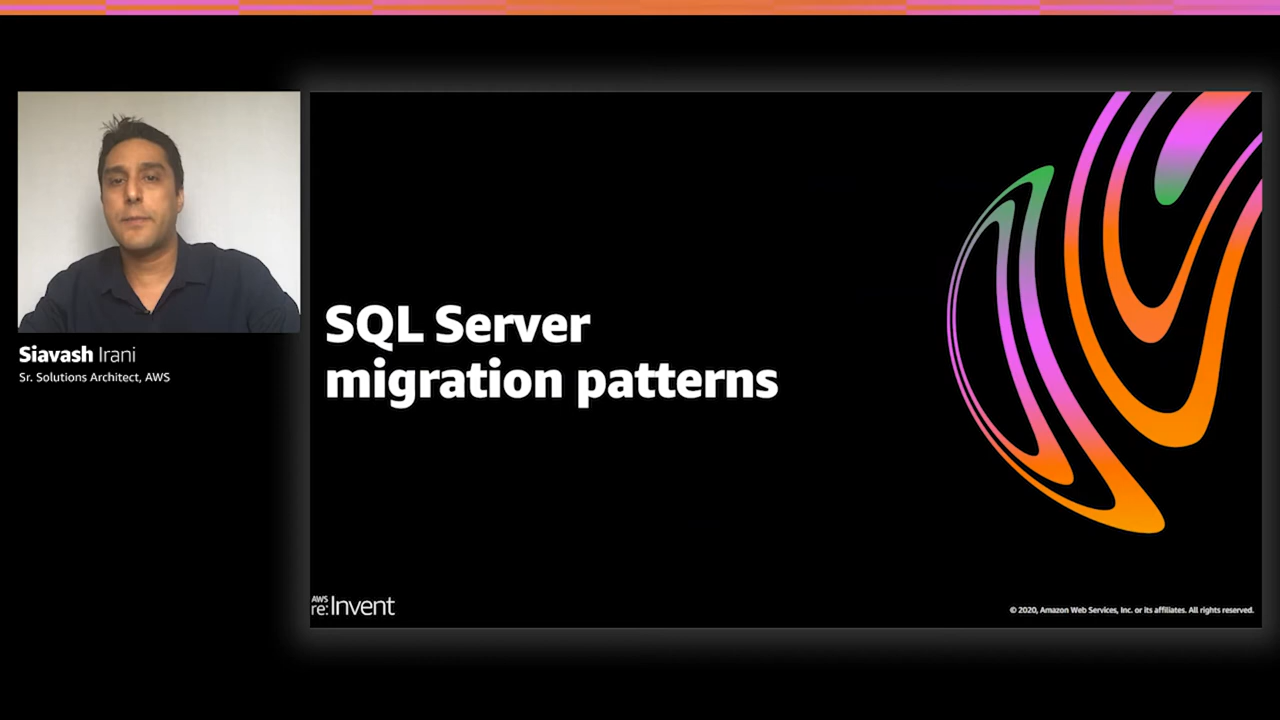 Siavash Irani
Sr. Solutions Architect, AWS
SQL Server
migration patterns
AWS
re:Invent
© 2020, Amazon Web Services, Inc. or its affiliates. All rights reserved.